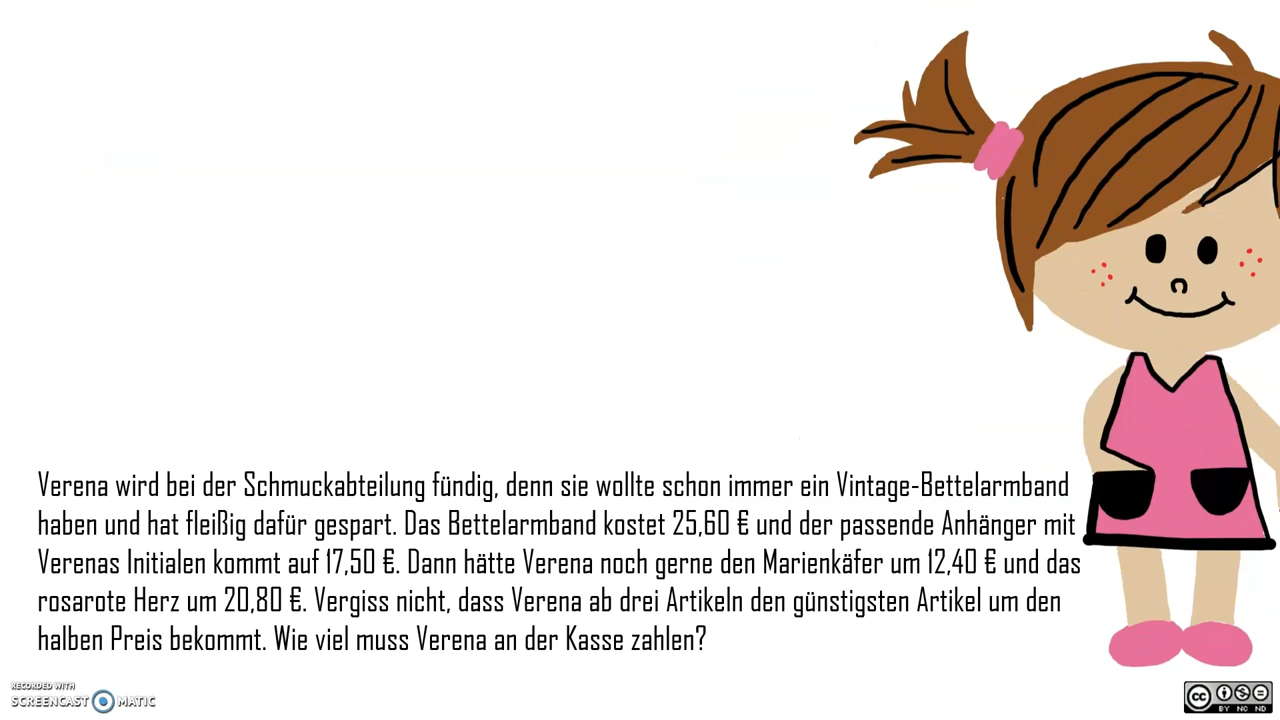 Verena wird bei der Schmuckabteilung fündig, denn sie wollte schon immer ein Vintage-Bettelarmband
haben und hat fleißig dafür gespart. Das Bettelarmband kostet 25,60 € und der passende Anhänger mit
Verenas Initialen kommt auf 17,50 €. Dann hätte Verena noch gerne den Marienkäfer um 12,40 € und das
rosarote Herz um 20,80 €. Vergiss nicht, dass Verena ab drei Artikeln den günstigsten Artikel um den
halben Preis bekommt. Wie viel muss Verena an der Kasse zahlen?
RECORDED WITH
SCREENCAST MATIC
CC BY NC ND